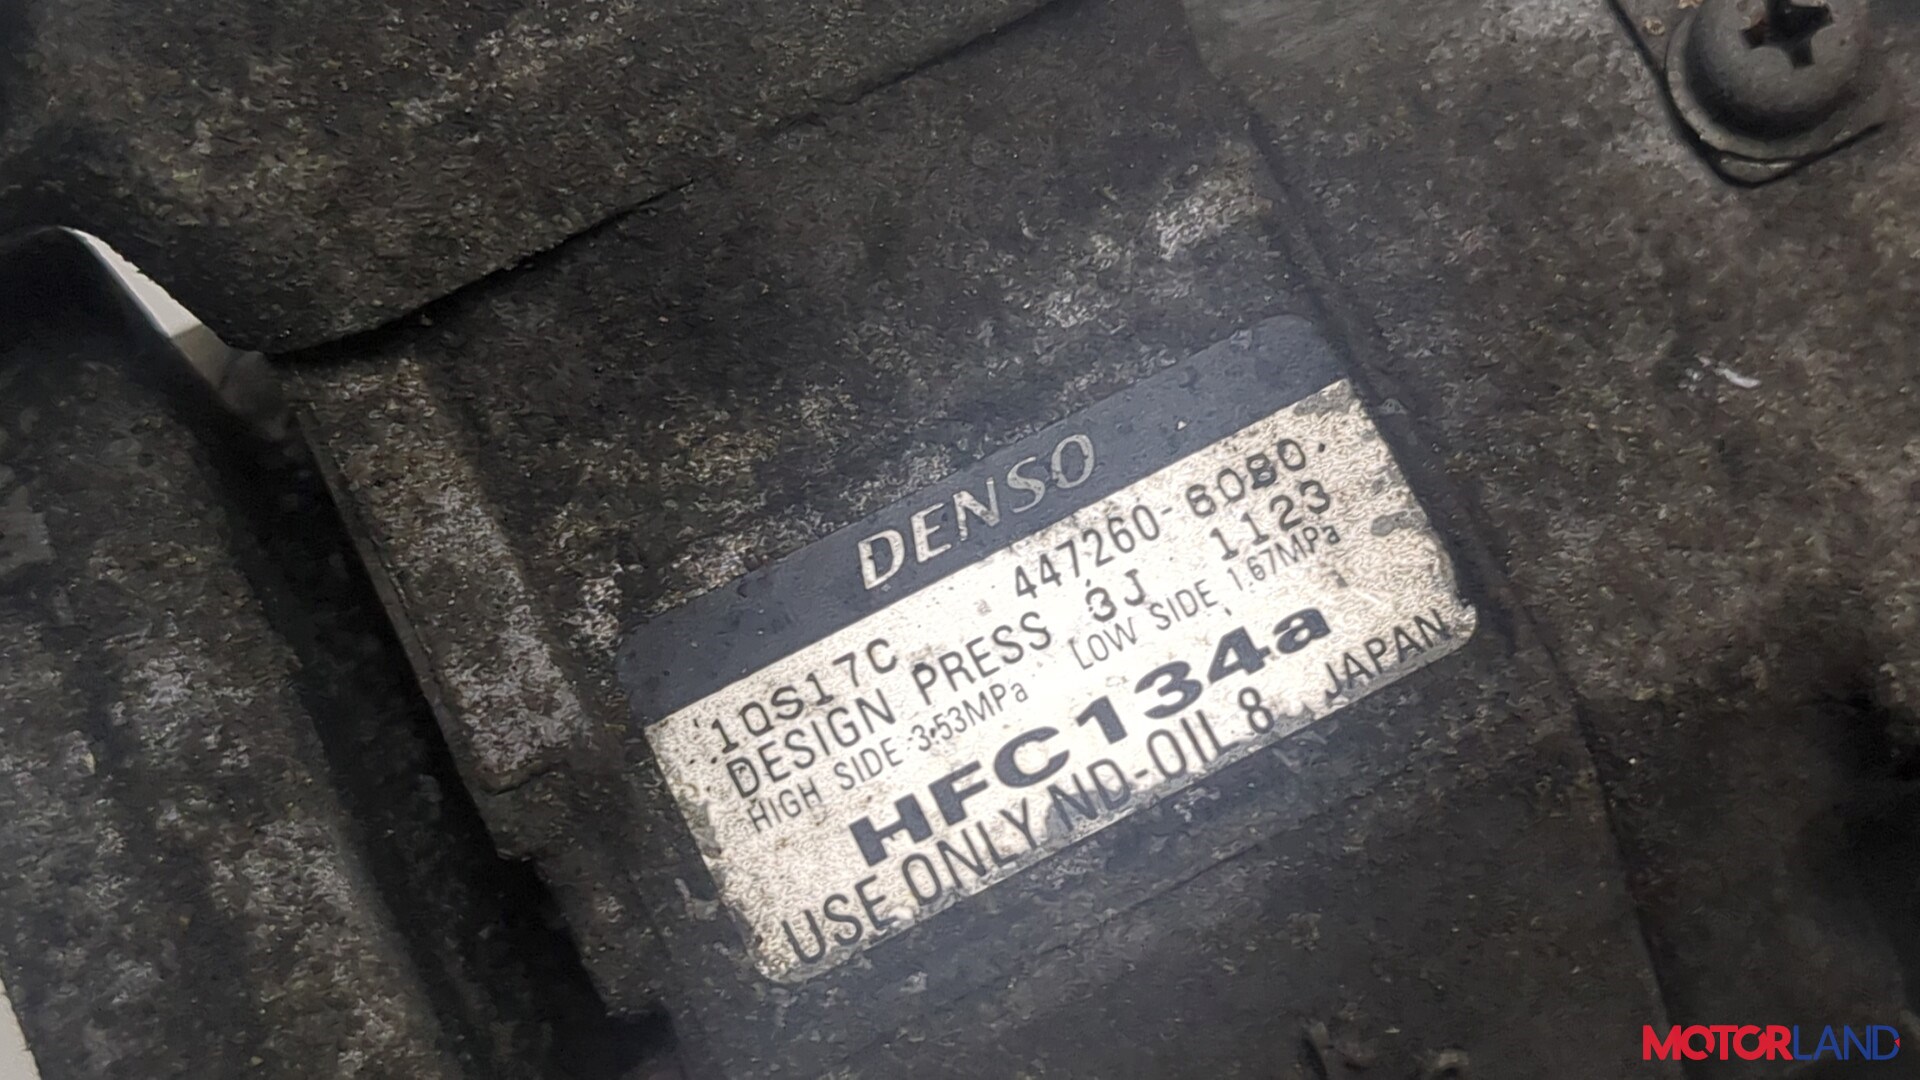 DENSO
10S17C 447260-8080
DESIGN PRESS 3J 1123
HIGH SIDE 3.53MPa LOW SIDE 1.67MPa
HFC134a
USE ONLY ND-OIL 8 JAPAN
MOTORLAND